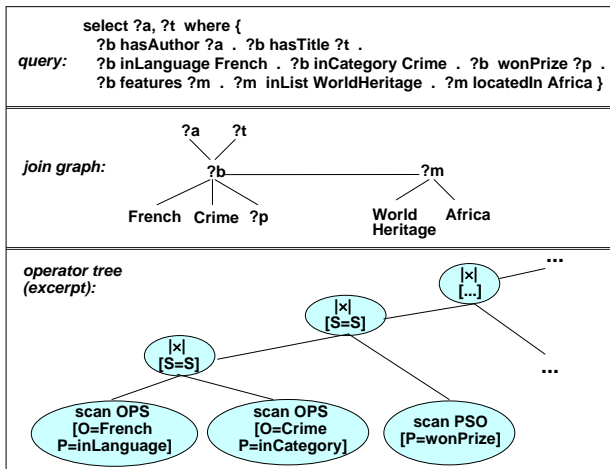 select ?a, ?t where {
?b hasAuthor ?a . ?b hasTitle ?t .
query: ?b inLanguage French . ?b inCategory Crime . ?b wonPrize ?p .
?b features ?m . ?m inList WorldHeritage . ?m locatedIn Africa }
?a ?t
join graph:
?b ?m
French Crime ?p World Heritage Africa
operator tree
(excerpt):
...
|×|
[...]
|×|
[S=S]
|×|
[S=S]
...
scan OPS
[O=French
P=inLanguage]
scan OPS
[O=Crime
P=inCategory]
scan PSO
[P=wonPrize]